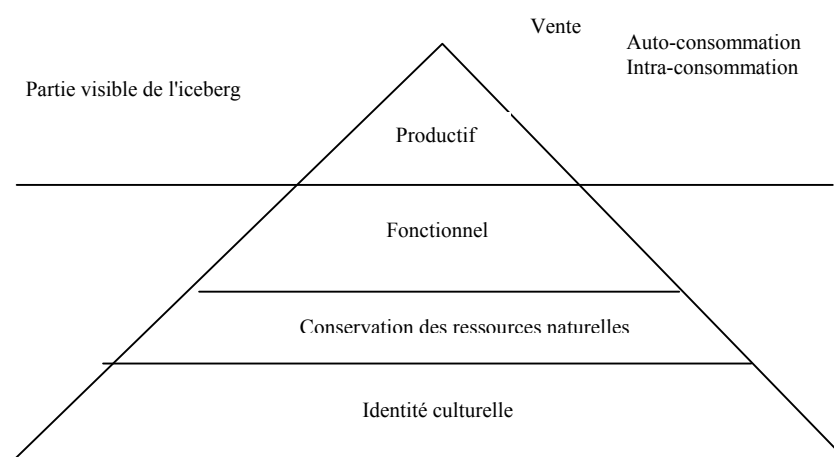 Vente
Auto-consommation
Intra-consommation
Partie visible de l'iceberg
Productif
Fonctionnel
Conservation des ressources naturelles
Identité culturelle